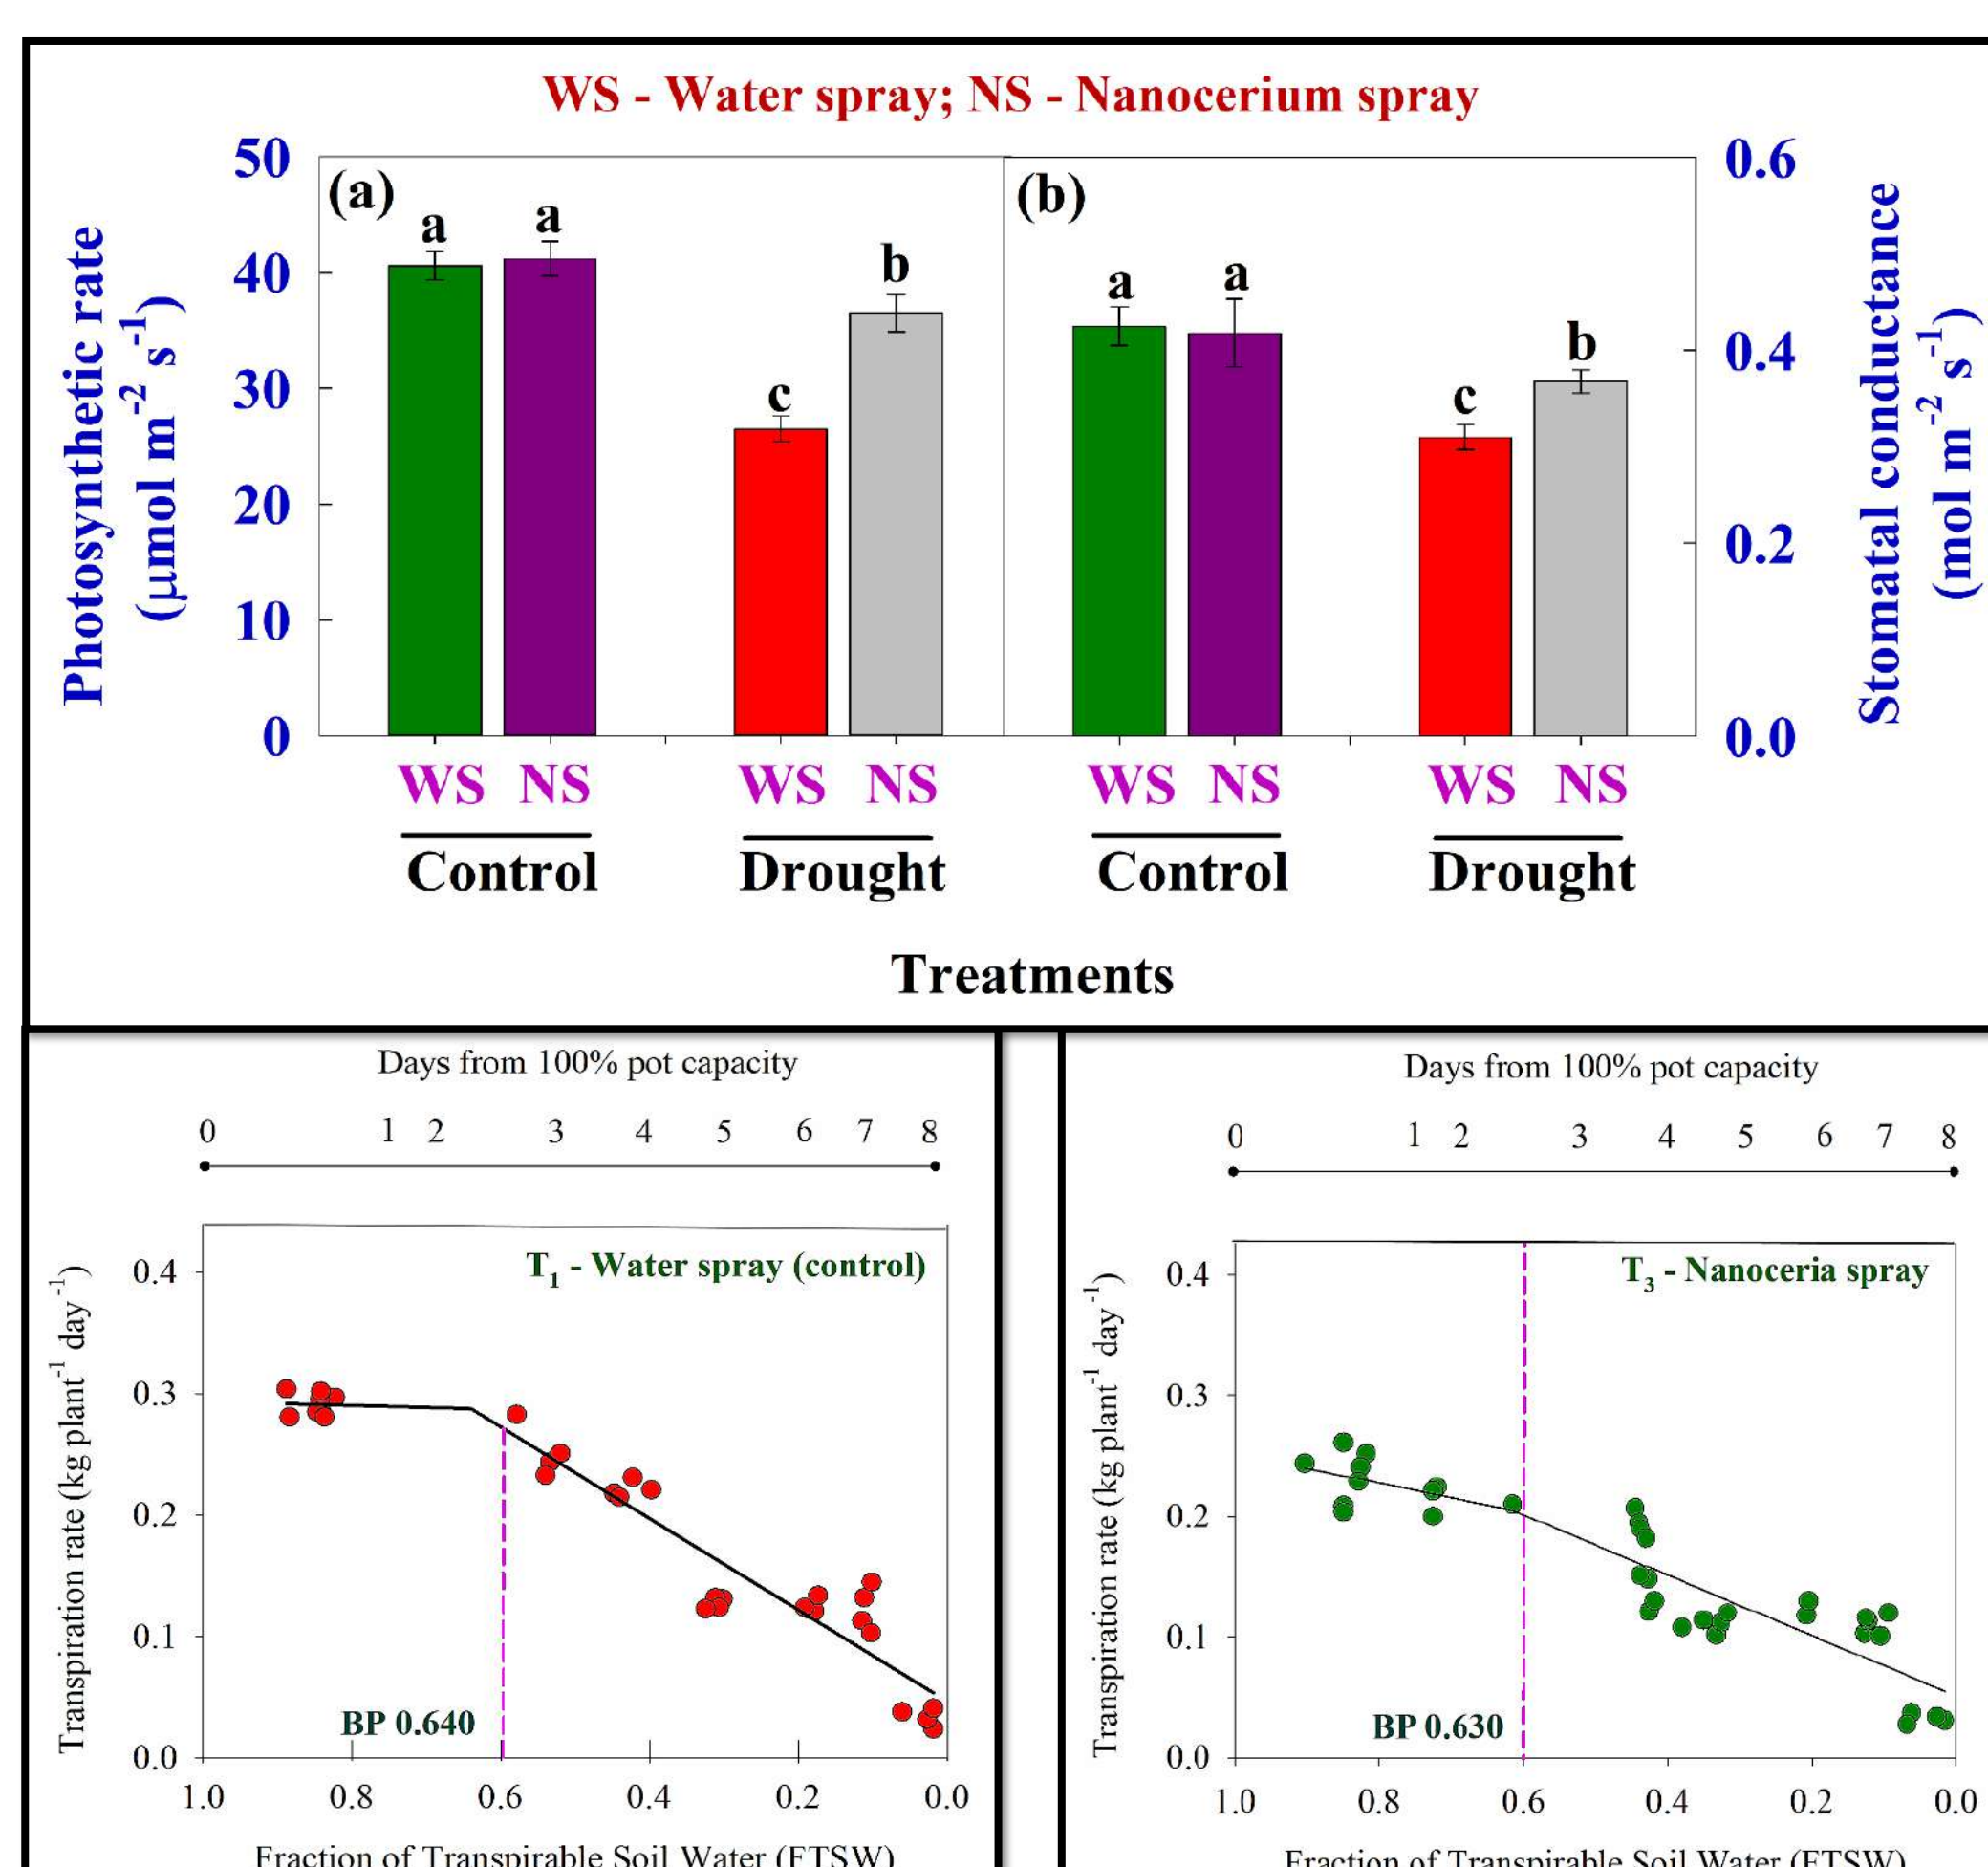 WS - Water spray; NS - Nanocerium spray
Photosynthetic rate
(μmol m⁻² s⁻¹)
50
40
30
20
10
0
(a)
a
a
c
b
(b)
a
a
c
b
0.6
0.4
0.2
0.0
Stomatal conductance
(mol m⁻² s⁻¹)
WS NS WS NS WS NS WS NS
Control Drought Control Drought
Treatments
Days from 100% pot capacity
0 1 2 3 4 5 6 7 8
T₁ - Water spray (control)
Transpiration rate (kg plant⁻¹ day⁻¹)
0.4
0.3
0.2
0.1
0.0
BP 0.640
1.0 0.8 0.6 0.4 0.2 0.0
Fraction of Transpirable Soil Water (FTSW)
Days from 100% pot capacity
0 1 2 3 4 5 6 7 8
T₃ - Nanoceria spray
Transpiration rate (kg plant⁻¹ day⁻¹)
0.4
0.3
0.2
0.1
0.0
BP 0.630
1.0 0.8 0.6 0.4 0.2 0.0
Fraction of Transpirable Soil Water (FTSW)